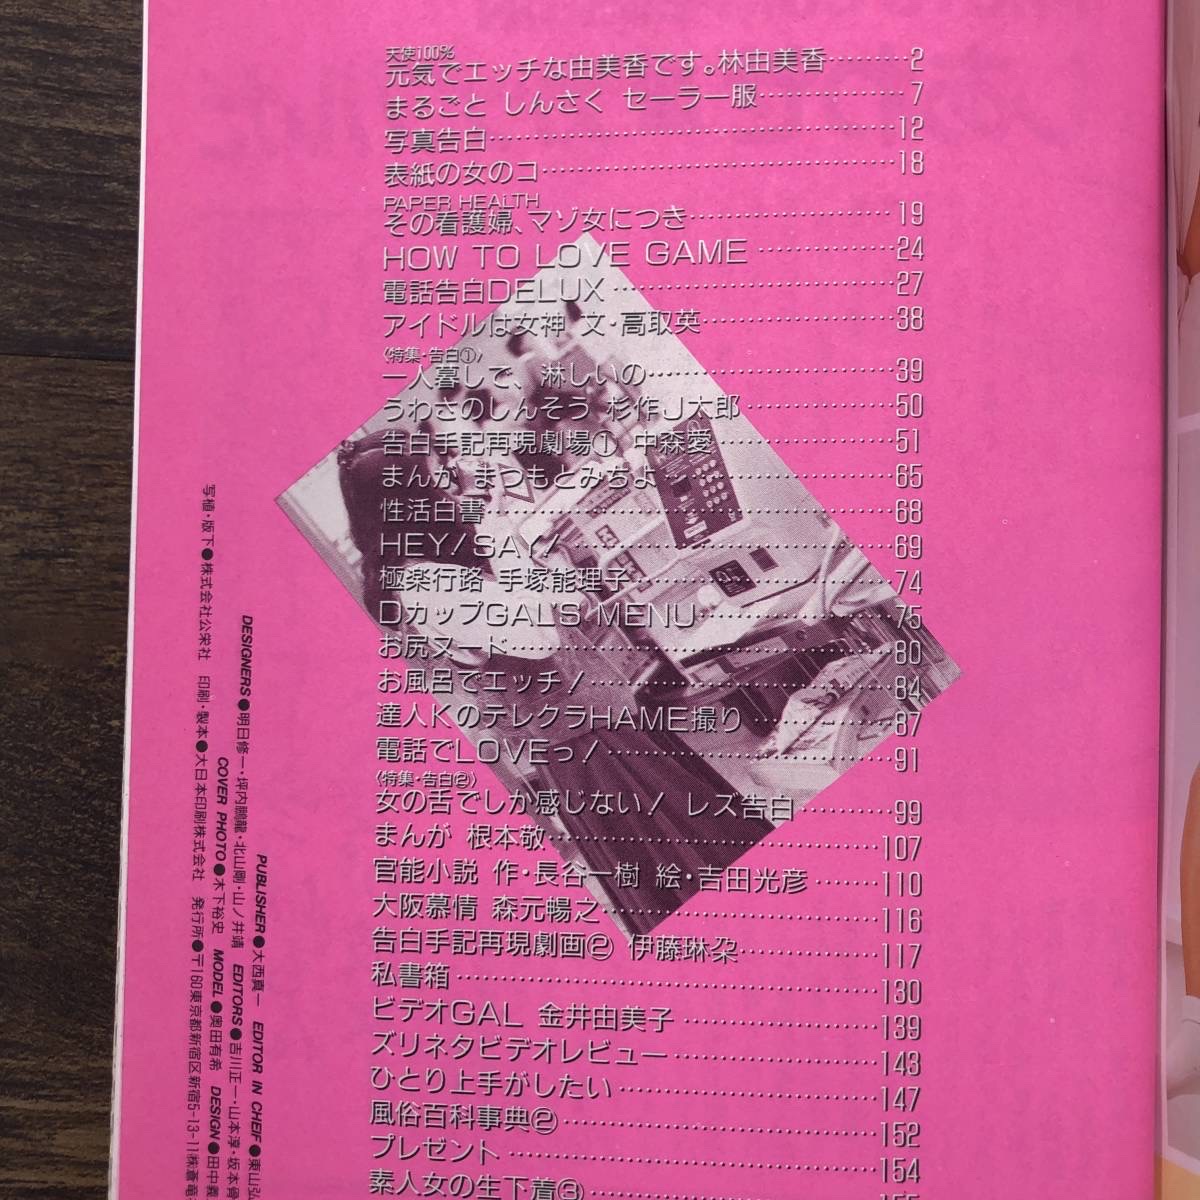 天使100%
元気でエッチな由美香です。林由美香………2
まるごと しんさく セーラー服………7
写真告白………12
表紙の女のコ………18
PAPER HEALTH
その看護婦、マゾ女につき………19
HOW TO LOVE GAME………24
電話告白DELUX………27
アイドルは女神 文・高取英………38
〈特集・告白①〉
一人暮しで、淋しいの………39
うわさのしんそう 杉作J太郎………50
告白手記再現劇場① 中森愛………51
まんが まつもとみちよ………65
性活白書………68
HEY!SAY!………69
極楽行路 手塚能理子………74
DカップGAL'S MENU………75
お尻ヌード………80
お風呂でエッチ!………84
達人KのテレクラHAME撮り………87
電話でLOVEっ!………91
〈特集・告白②〉
女の舌でしか感じない! レズ告白………99
まんが 根本敬………107
官能小説 作・長谷一樹 絵・吉田光彦………110
大阪慕情 森元暢之………116
告白手記再現劇画② 伊藤琳朶………117
私書箱………130
ビデオGAL 金井由美子………139
ズリネタビデオレビュー………143
ひとり上手がしたい………147
風俗百科事典②………152
プレゼント………154
素人女の生下着③………155
PUBLISHER●大西真一 EDITOR IN CHEIF●東山弘
DESIGNERS●明日修一・坪内鵬龍・北山剛・山ノ井靖 EDITORS●吉川正一・山本淳・坂本骨
COVER PHOTO●木下裕史 MODEL●奥田有希 DESIGN●田中義
写植・版下●株式会社公栄社 印刷・製本●大日本印刷株式会社 発行所●〒160東京都新宿区新宿5-13-11㈱蒼竜